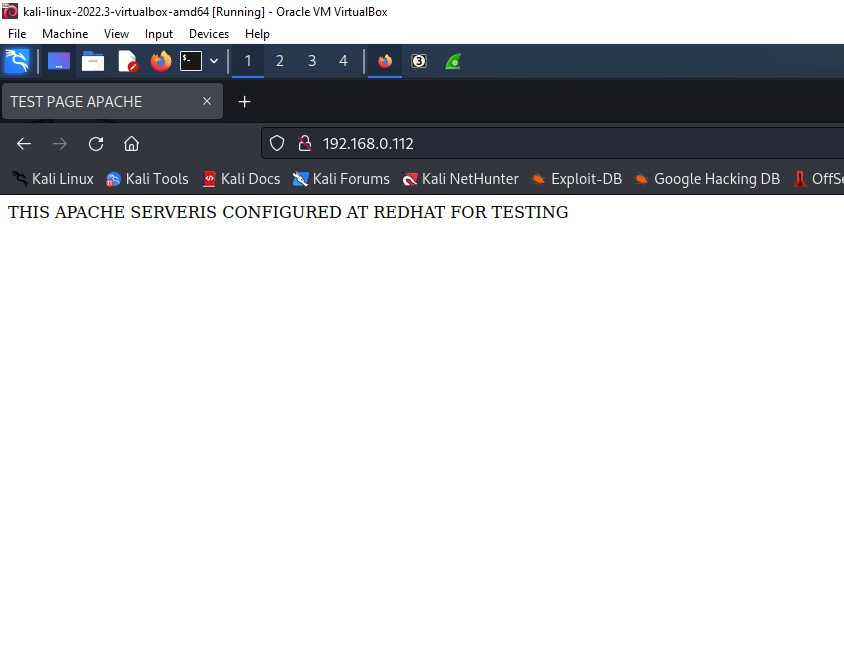 kali-linux-2022.3-virtualbox-amd64 [Running] - Oracle VM VirtualBox
File Machine View Input Devices Help
1 2 3 4 3
TEST PAGE APACHE
192.168.0.112
Kali Linux Kali Tools Kali Docs Kali Forums Kali NetHunter Exploit-DB Google Hacking DB OffSe
THIS APACHE SERVERIS CONFIGURED AT REDHAT FOR TESTING